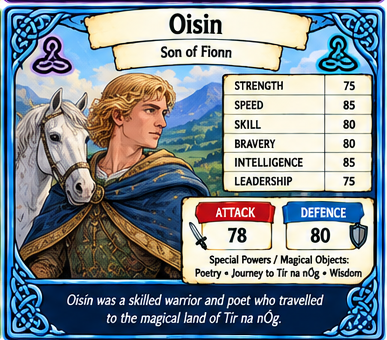 Oisin
Son of Fionn
STRENGTH 75
SPEED 85
SKILL 80
BRAVERY 80
INTELLIGENCE 85
LEADERSHIP 75
ATTACK DEFENCE
78 80
Special Powers / Magical Objects:
Poetry • Journey to Tír na nÓg • Wisdom
Oisín was a skilled warrior and poet who travelled
to the magical land of Tír na nÓg.